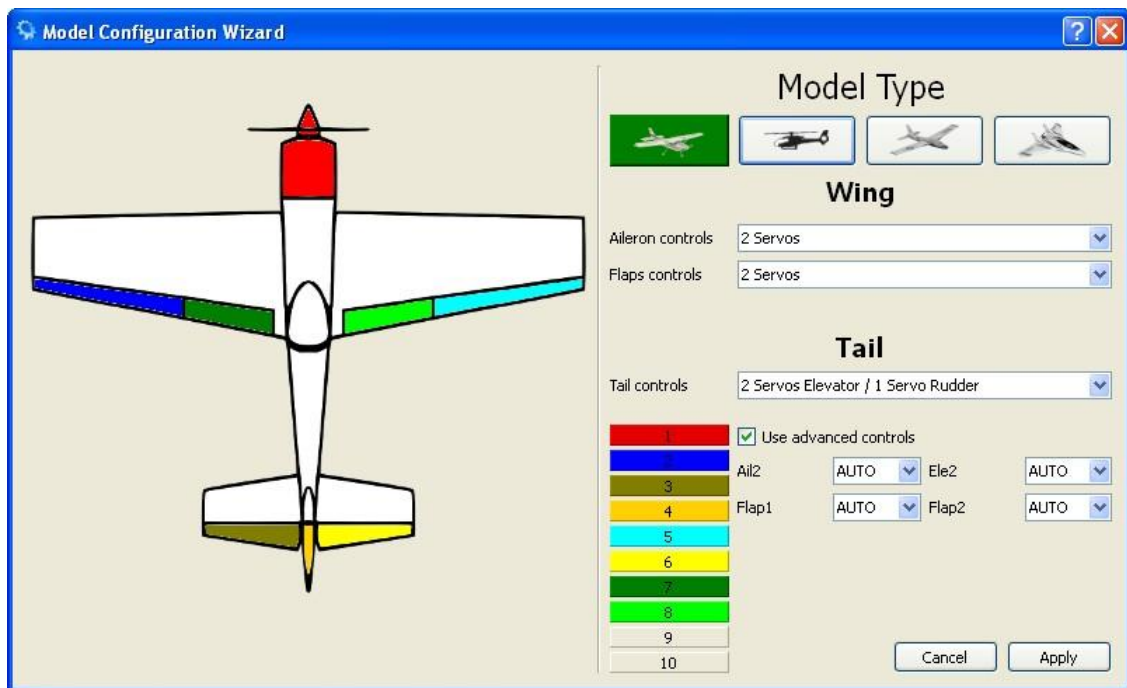 Model Configuration Wizard
Model Type
Wing
Aileron controls 2 Servos
Flaps controls 2 Servos
Tail
Tail controls 2 Servos Elevator / 1 Servo Rudder
1 Use advanced controls
2
Ail2 AUTO Ele2 AUTO
3
4 Flap1 AUTO Flap2 AUTO
5
6
7
8
9
10
Cancel Apply